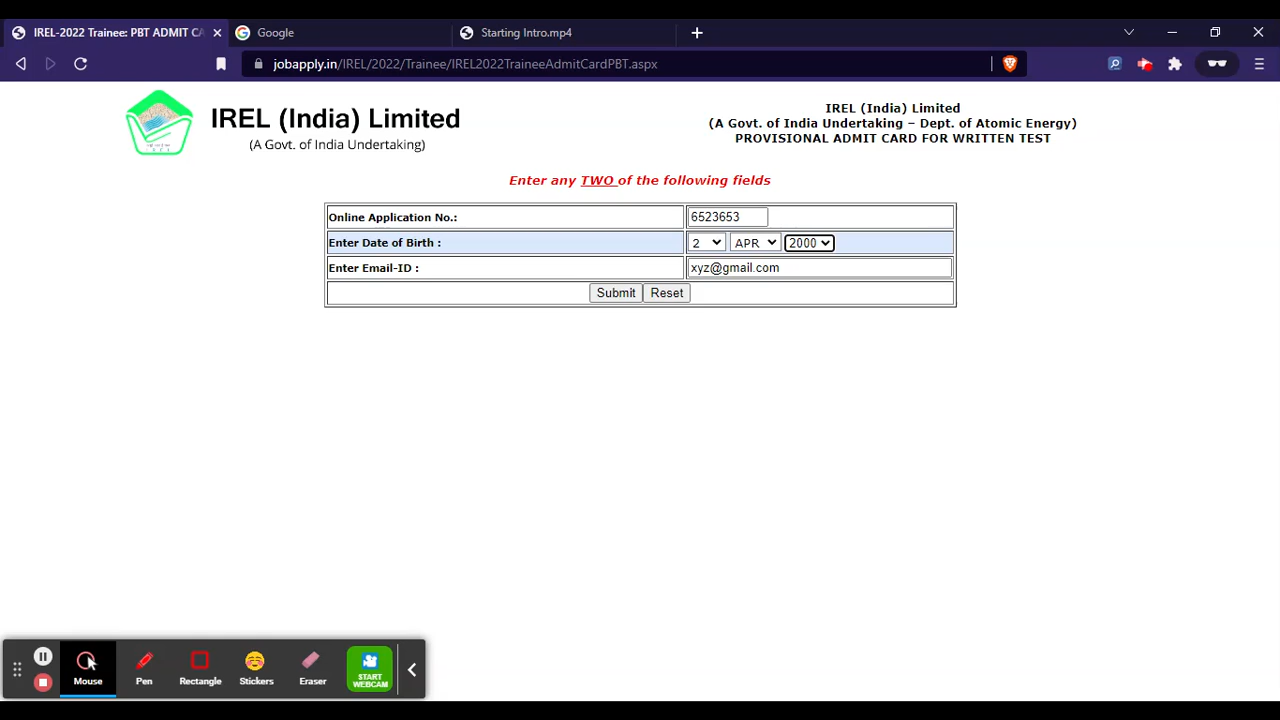 IREL-2022 Trainee: PBT ADMIT CA
Google
Starting Intro.mp4
jobapply.in/IREL/2022/Trainee/IREL2022TraineeAdmitCardPBT.aspx
IREL (India) Limited
(A Govt. of India Undertaking)
IREL (India) Limited
(A Govt. of India Undertaking – Dept. of Atomic Energy)
PROVISIONAL ADMIT CARD FOR WRITTEN TEST
Enter any TWO of the following fields
Online Application No.: 6523653
Enter Date of Birth : 2 APR 2000
Enter Email-ID : xyz@gmail.com
Submit Reset
Mouse Pen Rectangle Stickers Eraser START WEBCAM